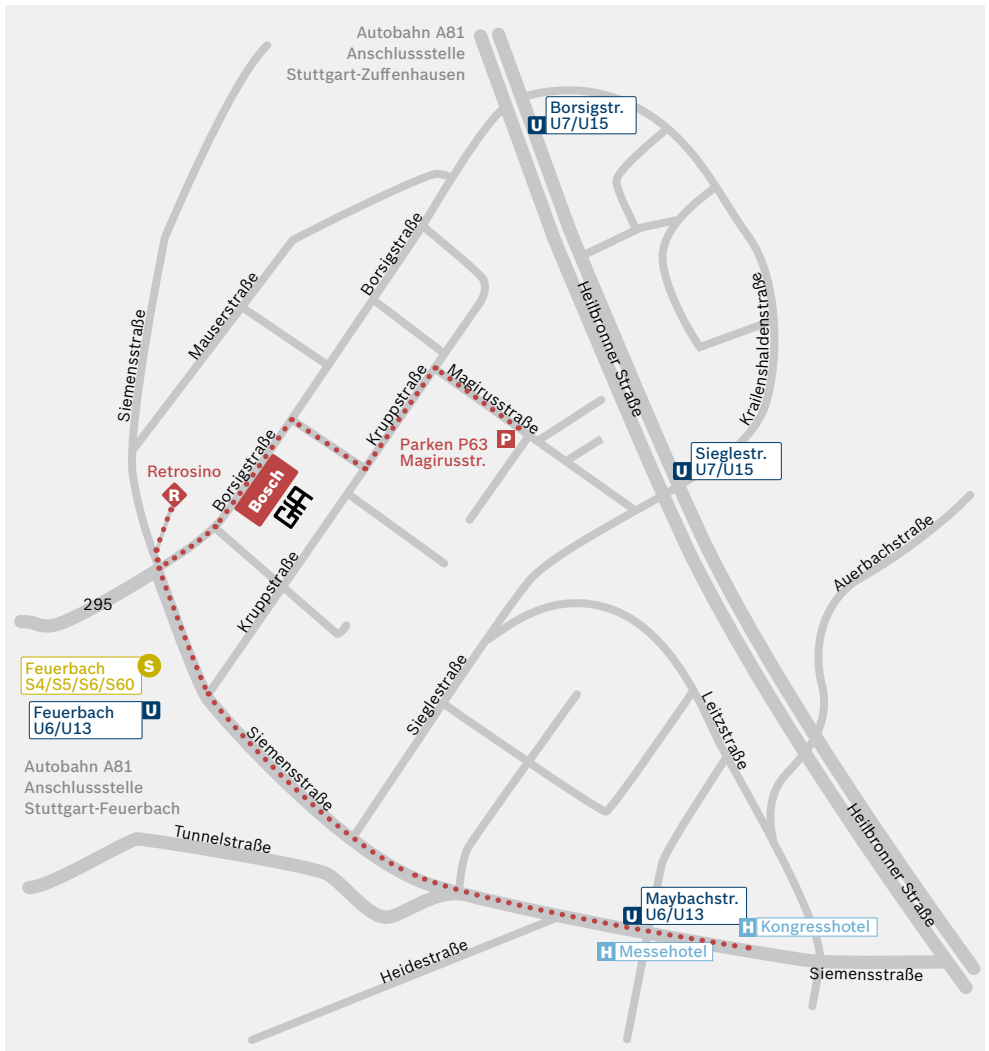 Autobahn A81
Anschlussstelle
Stuttgart-Zuffenhausen
Borsigstr.
U7/U15
U
Borsigstraße
Mauserstraße
Siemensstraße
Heilbronner Straße
Krailenshaldenstraße
Kruppstraße
Magirusstraße
P
Parken P63
Magirusstr.
Borsigstraße
Bosch
Retrosino
R
Sieglestr.
U7/U15
U
Auerbachstraße
Kruppstraße
295
S
Feuerbach
S4/S5/S6/S60
U
Feuerbach
U6/U13
Sieglestraße
Leitzstraße
Siemensstraße
Autobahn A81
Anschlussstelle
Stuttgart-Feuerbach
Tunnelstraße
Heilbronner Straße
Maybachstr.
U6/U13
U
H Kongresshotel
H Messehotel
Heidestraße
Siemensstraße